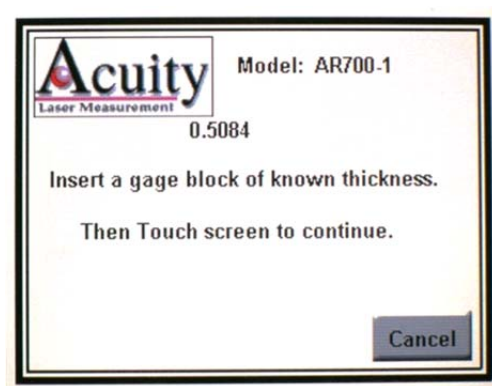 Acuity
Laser Measurement
Model: AR700-1
0.5084
Insert a gage block of known thickness.
Then Touch screen to continue.
Cancel